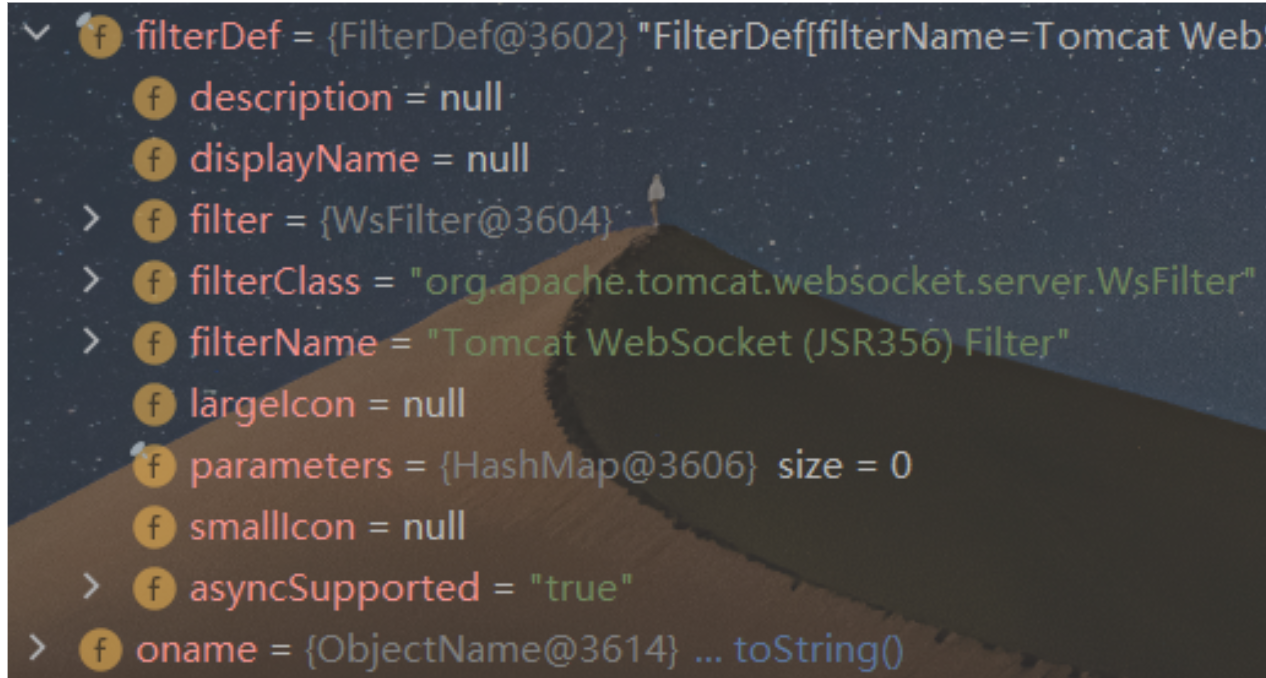 filterDef = {FilterDef@3602} "FilterDef[filterName=Tomcat Web
description = null
displayName = null
filter = {WsFilter@3604}
filterClass = "org.apache.tomcat.websocket.server.WsFilter"
filterName = "Tomcat WebSocket (JSR356) Filter"
largeIcon = null
parameters = {HashMap@3606} size = 0
smallIcon = null
asyncSupported = "true"
oname = {ObjectName@3614} ... toString()